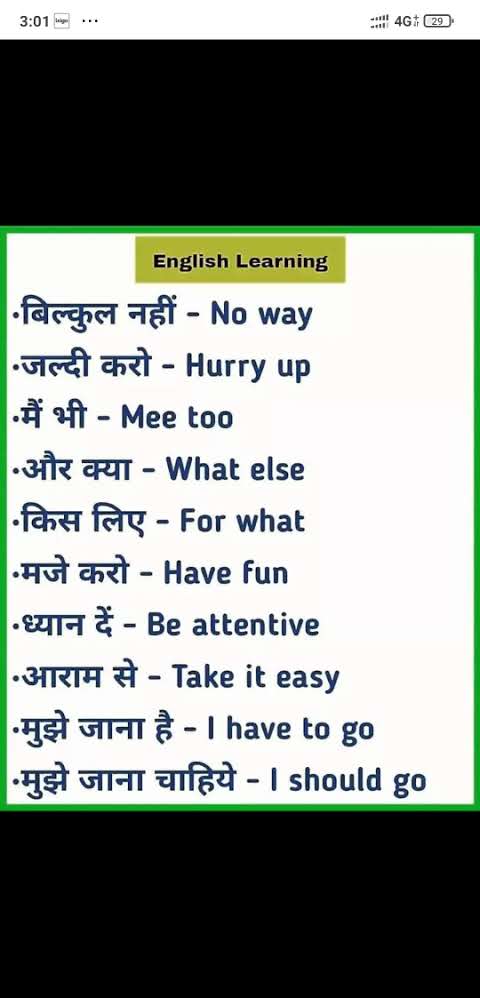 3:01 ...
4G 29
English Learning
•बिल्कुल नहीं – No way
•जल्दी करो – Hurry up
•मैं भी – Mee too
•और क्या – What else
•किस लिए – For what
•मजे करो – Have fun
•ध्यान दें – Be attentive
•आराम से – Take it easy
•मुझे जाना है – I have to go
•मुझे जाना चाहिये – I should go